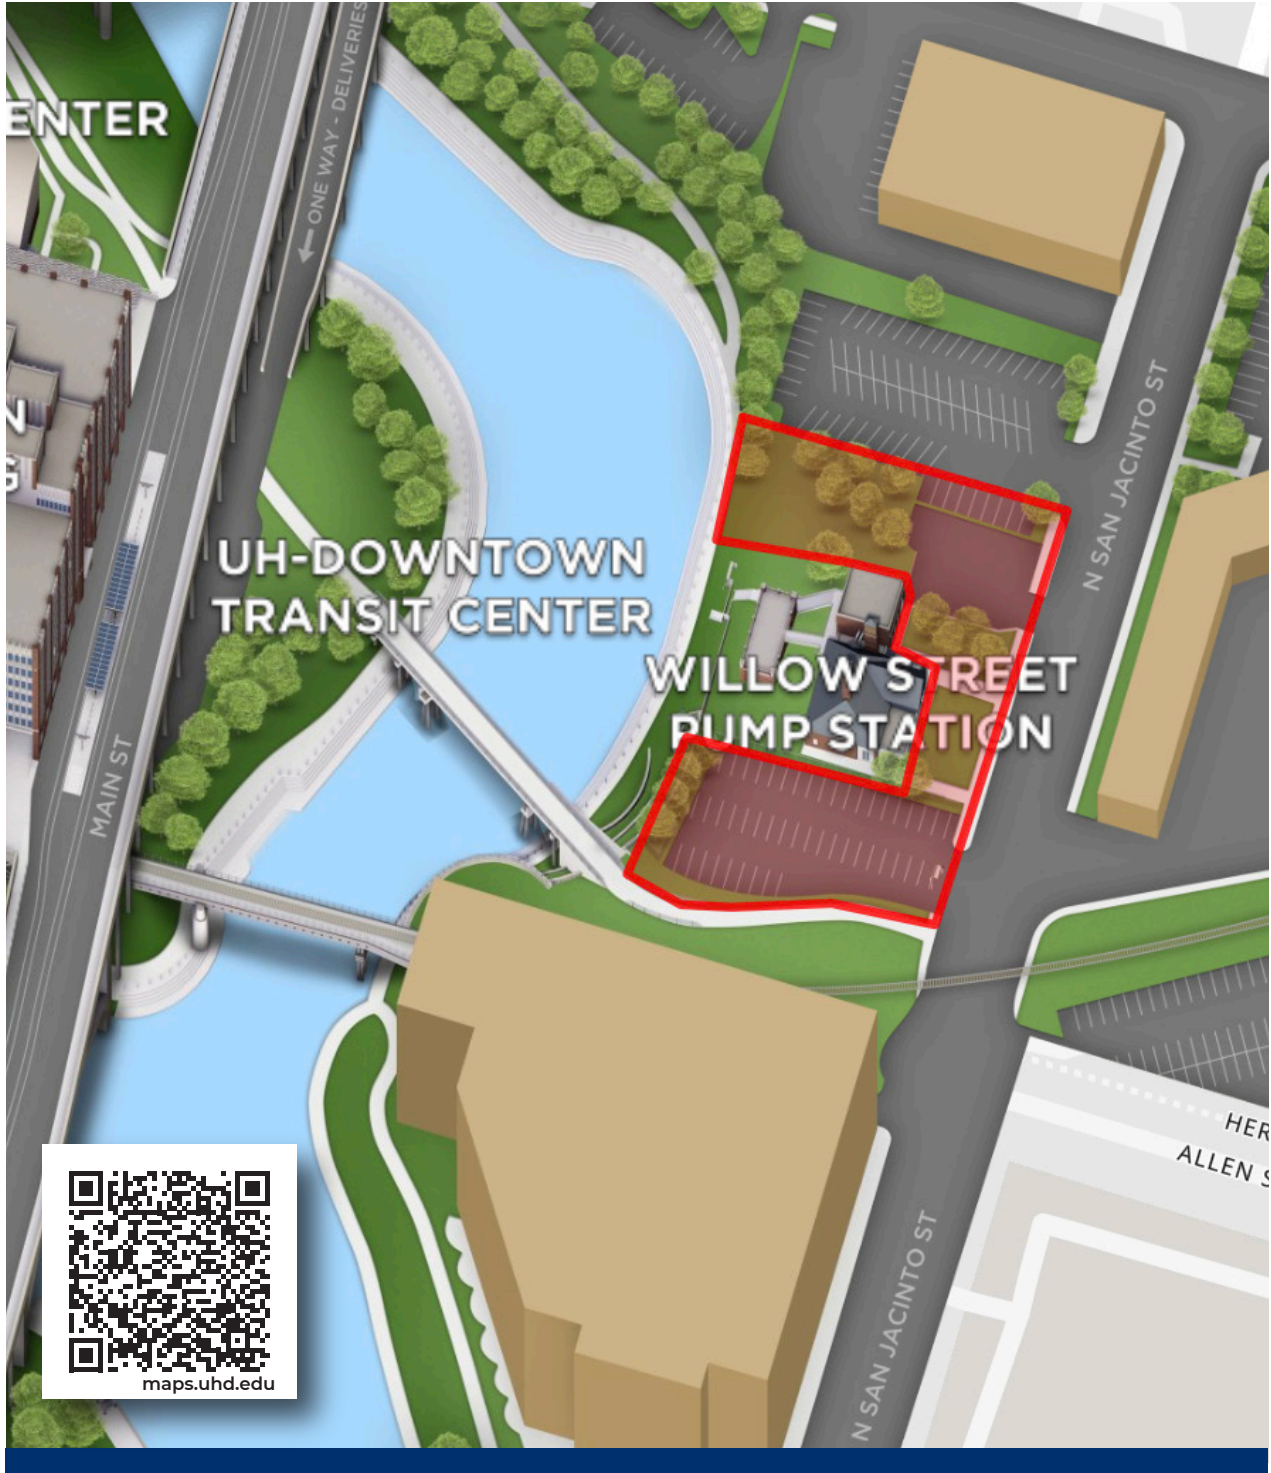 ENTER
← ONE WAY - DELIVERIES
N
G
N SAN JACINTO ST
UH-DOWNTOWN
TRANSIT CENTER
WILLOW STREET
PUMP STATION
MAIN ST
HER
ALLEN S
N SAN JACINTO ST
maps.uhd.edu